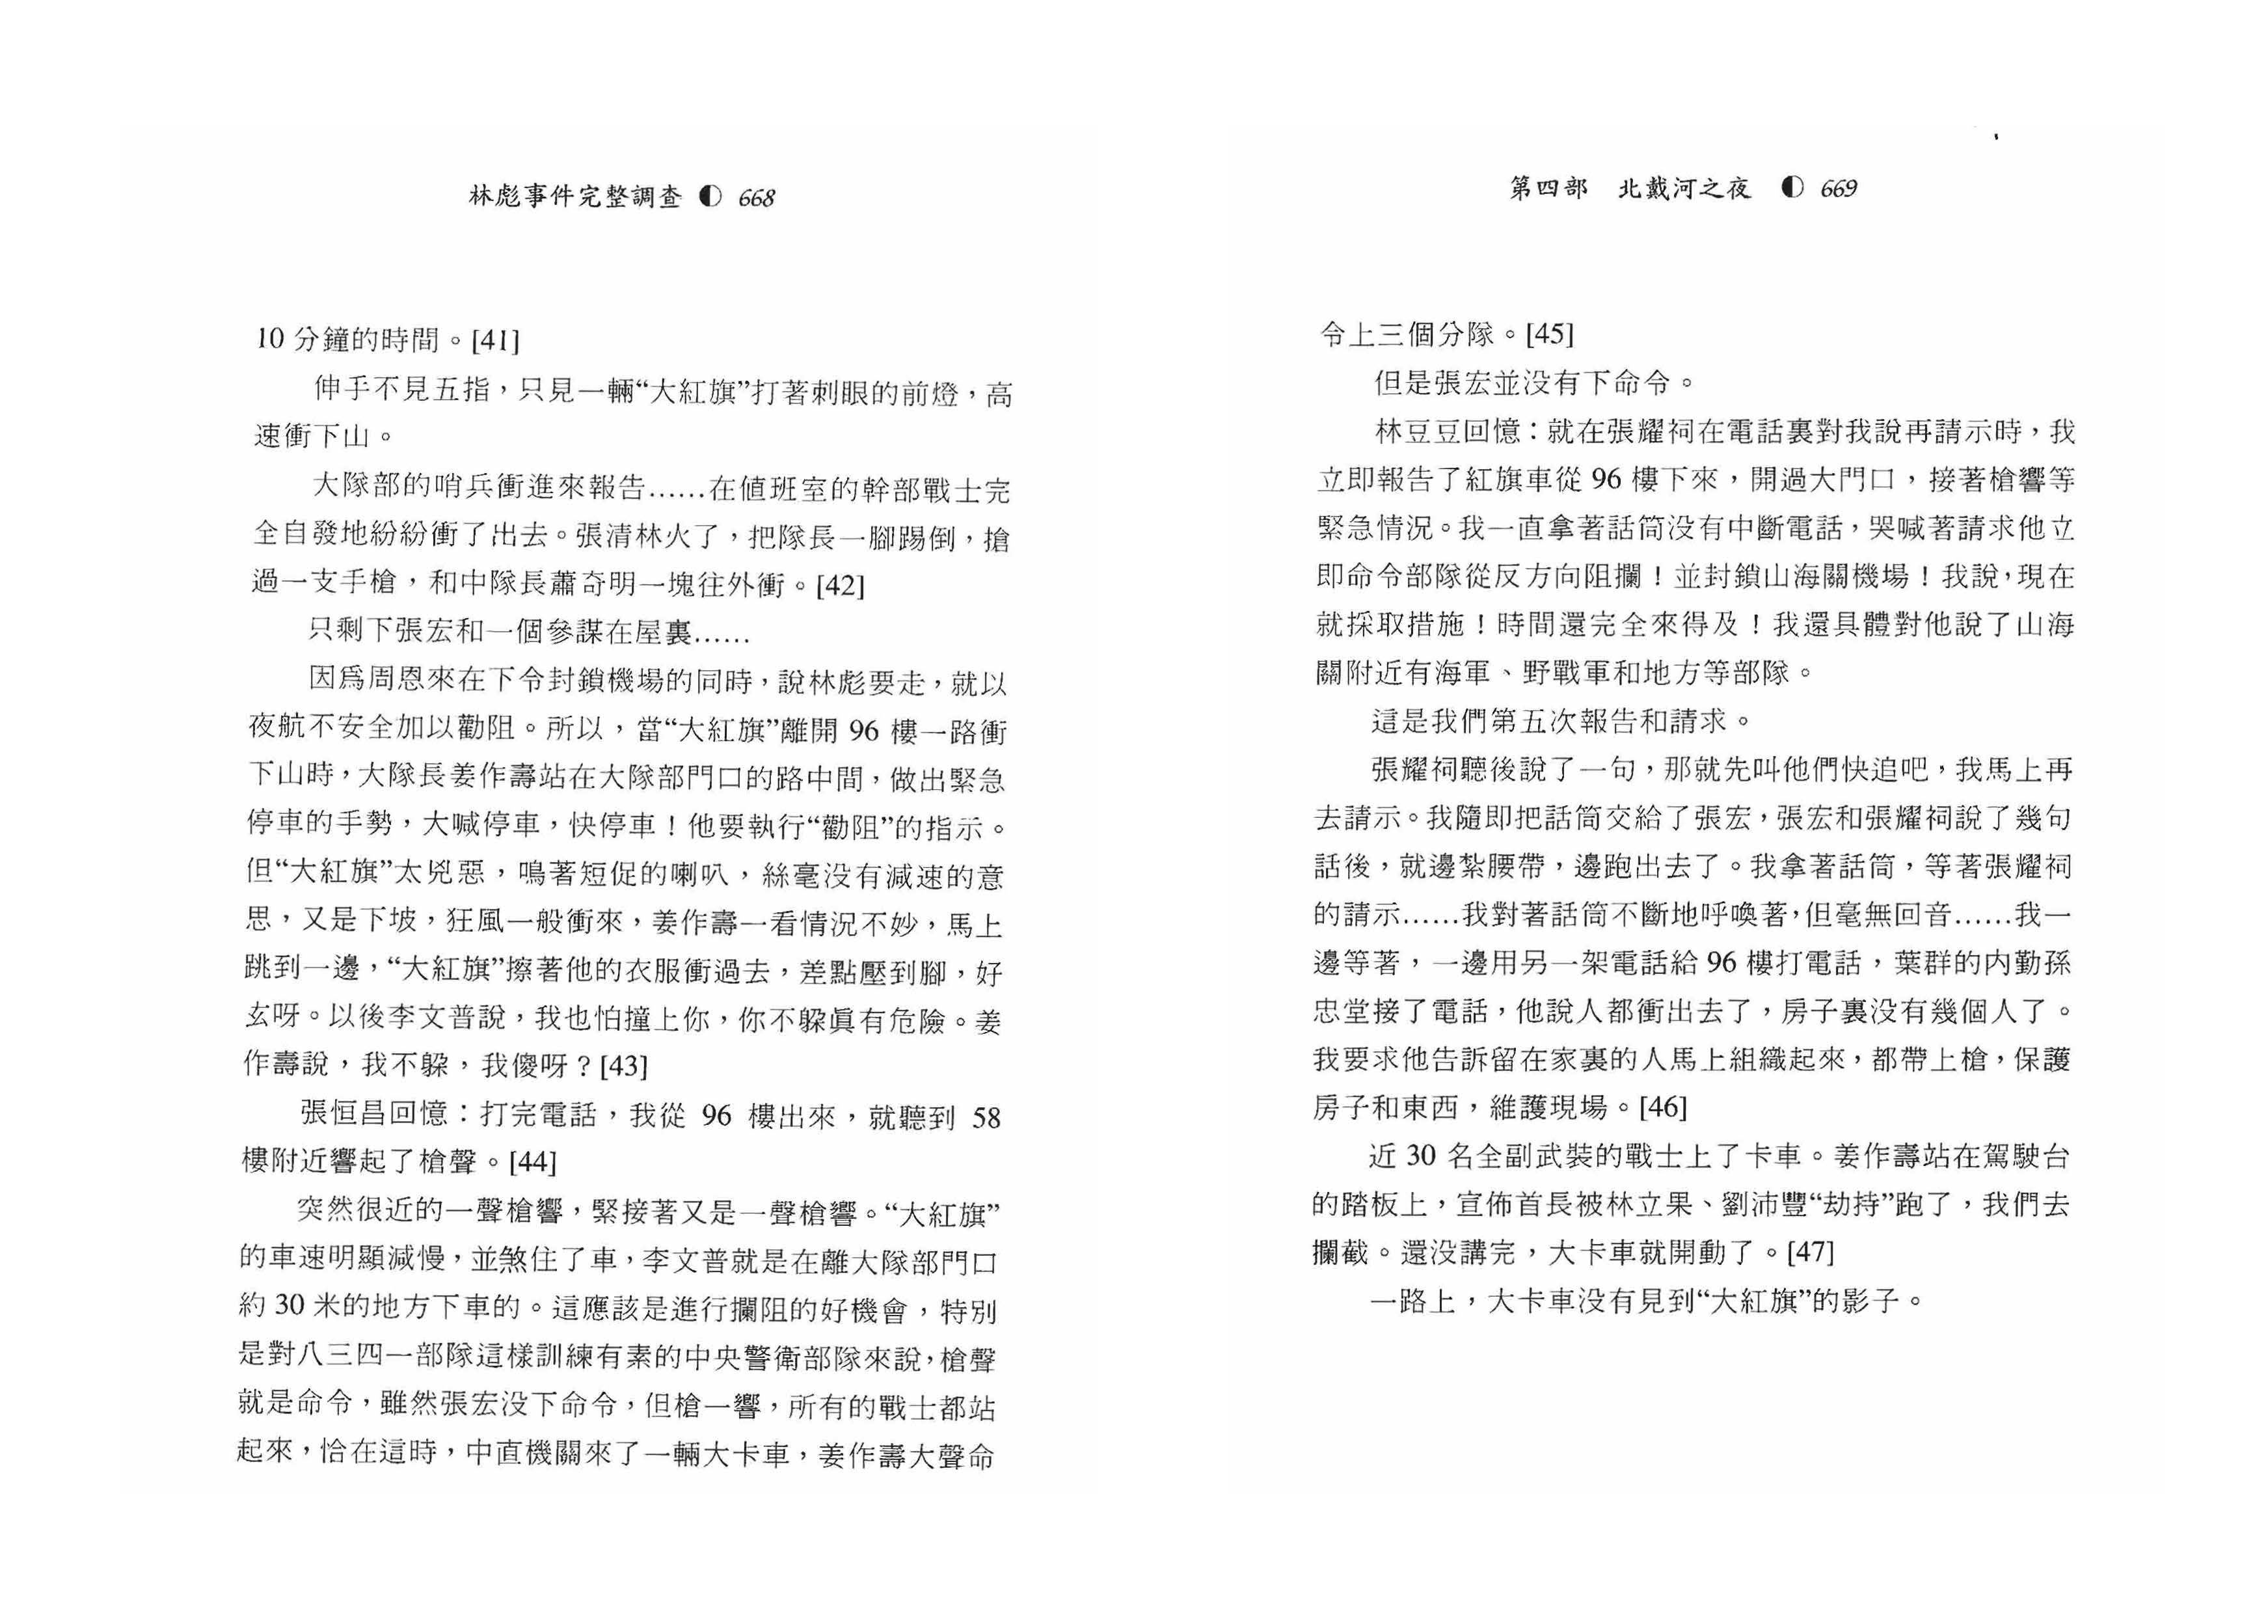 林彪事件完整調查 ◐ 668
10 分鐘的時間。[41]
伸手不見五指，只見一輛“大紅旗”打著刺眼的前燈，高
速衝下山。
大隊部的哨兵衝進來報告……在值班室的幹部戰士完
全自發地紛紛衝了出去。張清林火了，把隊長一腳踢倒，搶
過一支手槍，和中隊長蕭奇明一塊往外衝。[42]
只剩下張宏和一個參謀在屋裏……
因爲周恩來在下令封鎖機場的同時，說林彪要走，就以
夜航不安全加以勸阻。所以，當“大紅旗”離開 96 樓一路衝
下山時，大隊長姜作壽站在大隊部門口的路中間，做出緊急
停車的手勢，大喊停車，快停車！他要執行“勸阻”的指示。
但“大紅旗”太兇惡，鳴著短促的喇叭，絲毫没有減速的意
思，又是下坡，狂風一般衝來，姜作壽一看情況不妙，馬上
跳到一邊，“大紅旗”擦著他的衣服衝過去，差點壓到腳，好
玄呀。以後李文普說，我也怕撞上你，你不躲眞有危險。姜
作壽說，我不躲，我傻呀？[43]
張恒昌回憶：打完電話，我從 96 樓出來，就聽到 58
樓附近響起了槍聲。[44]
突然很近的一聲槍響，緊接著又是一聲槍響。“大紅旗”
的車速明顯減慢，並煞住了車，李文普就是在離大隊部門口
約 30 米的地方下車的。這應該是進行攔阻的好機會，特別
是對八三四一部隊這樣訓練有素的中央警衛部隊來說，槍聲
就是命令，雖然張宏没下命令，但槍一響，所有的戰士都站
起來，恰在這時，中直機關來了一輛大卡車，姜作壽大聲命
第四部　北戴河之夜　◐ 669
令上三個分隊。[45]
但是張宏並没有下命令。
林豆豆回憶：就在張耀祠在電話裏對我說再請示時，我
立即報告了紅旗車從 96 樓下來，開過大門口，接著槍響等
緊急情況。我一直拿著話筒没有中斷電話，哭喊著請求他立
即命令部隊從反方向阻攔！並封鎖山海關機場！我說，現在
就採取措施！時間還完全來得及！我還具體對他說了山海
關附近有海軍、野戰軍和地方等部隊。
這是我們第五次報告和請求。
張耀祠聽後說了一句，那就先叫他們快追吧，我馬上再
去請示。我隨即把話筒交給了張宏，張宏和張耀祠說了幾句
話後，就邊紮腰帶，邊跑出去了。我拿著話筒，等著張耀祠
的請示……我對著話筒不斷地呼喚著，但毫無回音……我一
邊等著，一邊用另一架電話給 96 樓打電話，葉群的内勤孫
忠堂接了電話，他說人都衝出去了，房子裏没有幾個人了。
我要求他告訴留在家裏的人馬上組織起來，都帶上槍，保護
房子和東西，維護現場。[46]
近 30 名全副武裝的戰士上了卡車。姜作壽站在駕駛台
的踏板上，宣佈首長被林立果、劉沛豐“劫持”跑了，我們去
攔截。還没講完，大卡車就開動了。[47]
一路上，大卡車没有見到“大紅旗”的影子。